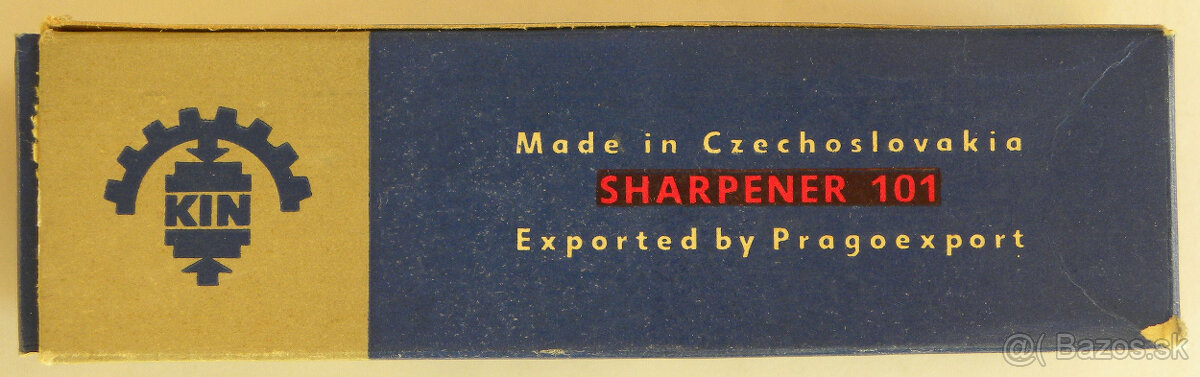 KIN
Made in Czechoslovakia
SHARPENER 101
Exported by Pragoexport
@( Bazos.sk